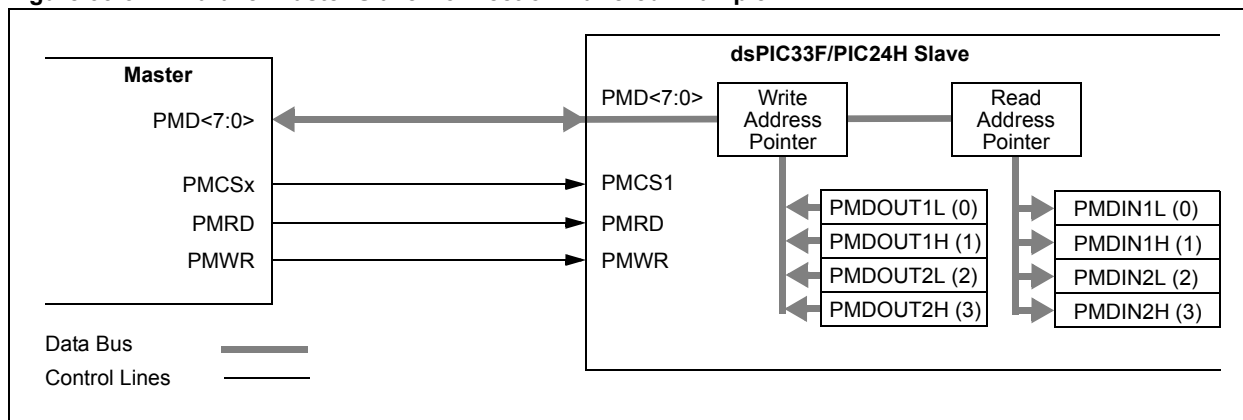 dsPIC33F/PIC24H Slave
Master
PMD<7:0>
PMCSx
PMRD
PMWR
PMD<7:0>
PMCS1
PMRD
PMWR
Write
Address
Pointer
Read
Address
Pointer
PMDOUT1L (0)
PMDOUT1H (1)
PMDOUT2L (2)
PMDOUT2H (3)
PMDIN1L (0)
PMDIN1H (1)
PMDIN2L (2)
PMDIN2H (3)
Data Bus
Control Lines